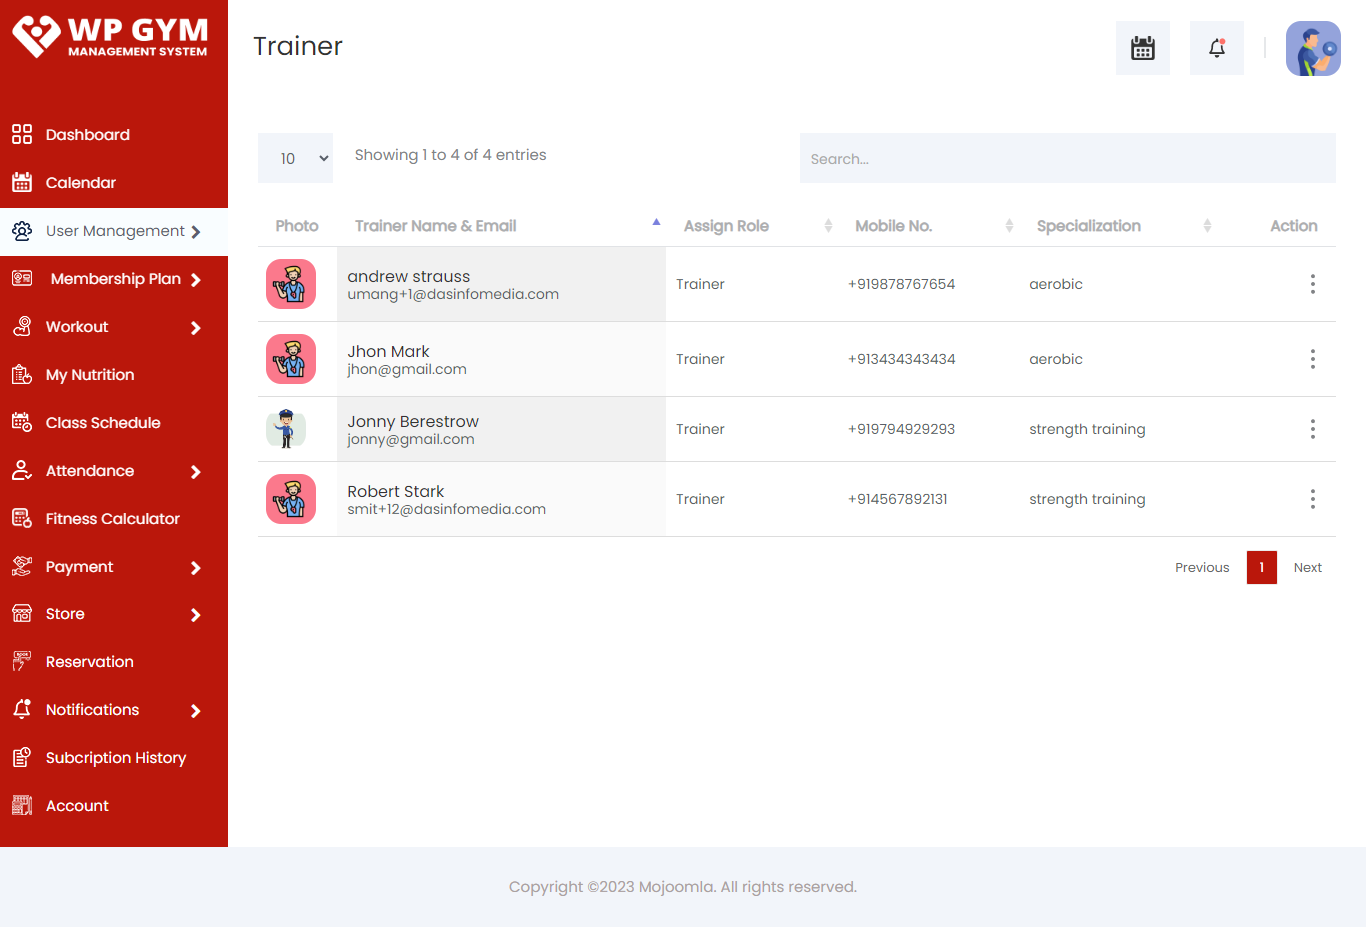 WP GYM
MANAGEMENT SYSTEM
Trainer
Dashboard
Calendar
User Management
Membership Plan
Workout
My Nutrition
Class Schedule
Attendance
Fitness Calculator
Payment
Store
Reservation
Notifications
Subcription History
Account
10
Showing 1 to 4 of 4 entries
Search...
Photo Trainer Name & Email Assign Role Mobile No. Specialization Action
andrew strauss
umang+1@dasinfomedia.com
Trainer +919878767654 aerobic
Jhon Mark
jhon@gmail.com
Trainer +913434343434 aerobic
Jonny Berestrow
jonny@gmail.com
Trainer +919794929293 strength training
Robert Stark
smit+12@dasinfomedia.com
Trainer +914567892131 strength training
Previous 1 Next
Copyright ©2023 Mojoomla. All rights reserved.